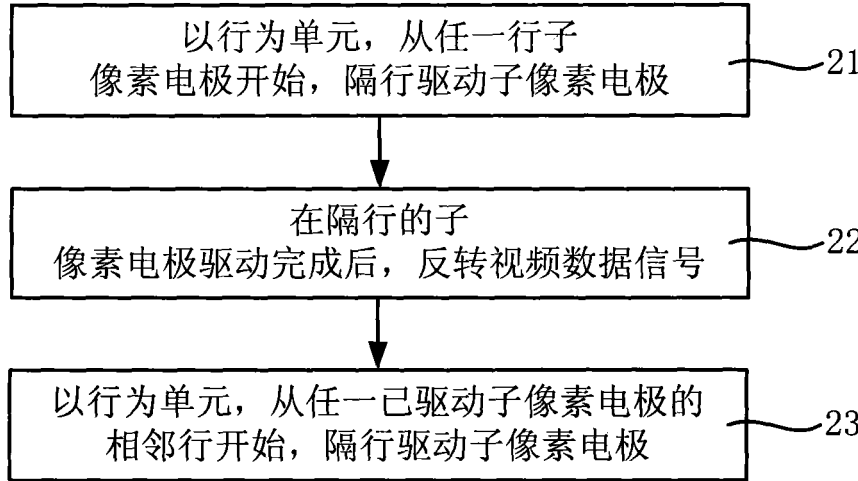 以行为单元，从任一行子
像素电极开始，隔行驱动子像素电极
21
在隔行的子
像素电极驱动完成后，反转视频数据信号
22
以行为单元，从任一已驱动子像素电极的
相邻行开始，隔行驱动子像素电极
23